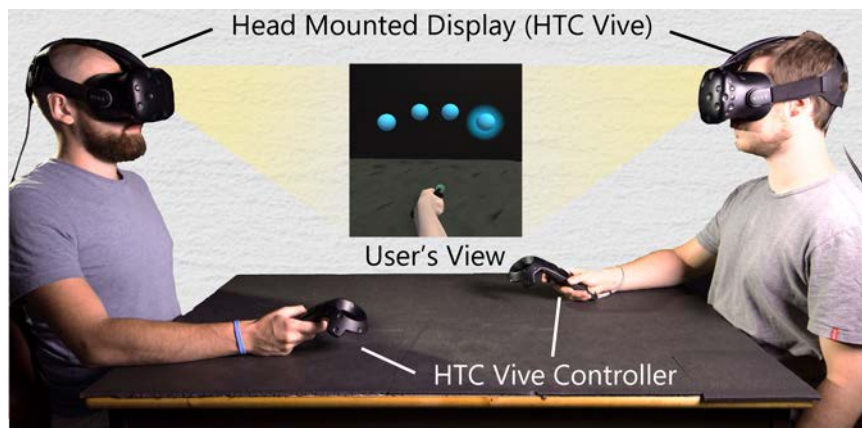 Head Mounted Display (HTC Vive)
User's View
HTC Vive Controller